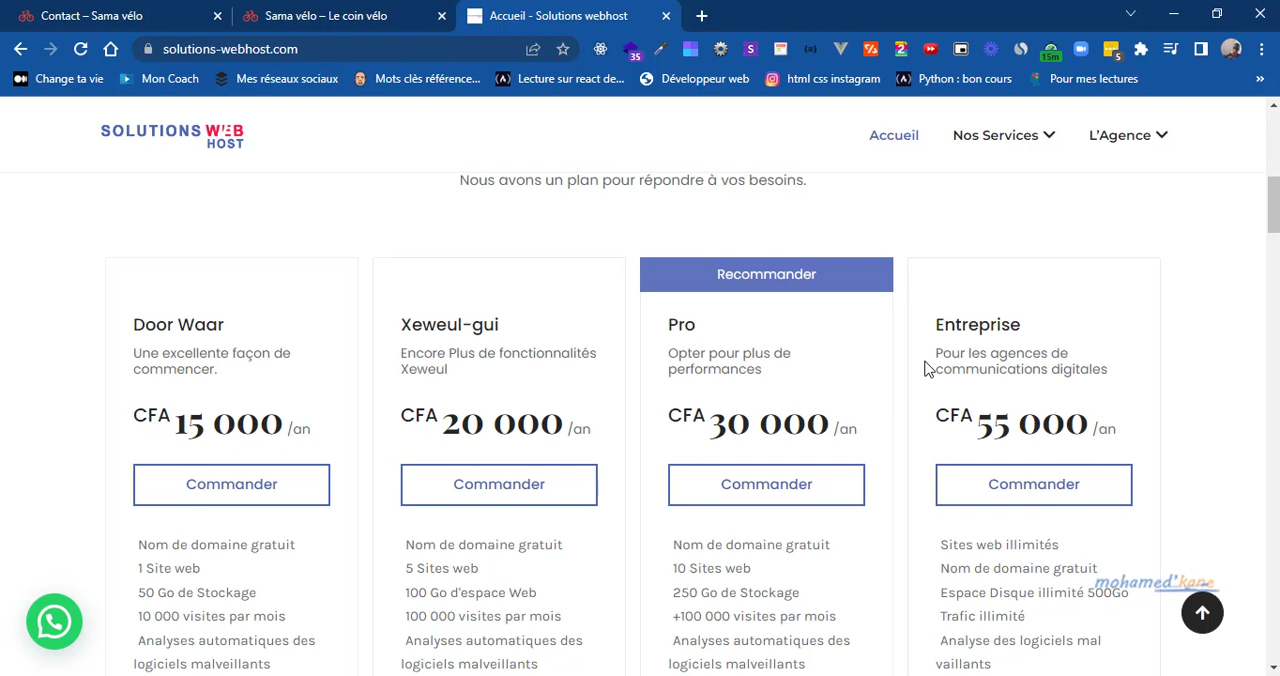 Contact – Sama vélo
Sama vélo – Le coin vélo
Accueil - Solutions webhost
solutions-webhost.com
35
S
2
15m
5
Change ta vie
Mon Coach
Mes réseaux sociaux
Mots clés référence...
Lecture sur react de...
Développeur web
html css instagram
Python : bon cours
Pour mes lectures
»
SOLUTIONS WEB
HOST
Accueil
Nos Services
L'Agence
Nous avons un plan pour répondre à vos besoins.
Door Waar
Une excellente façon de
commencer.
CFA 15 000 /an
Commander
Nom de domaine gratuit
1 Site web
50 Go de Stockage
10 000 visites par mois
Analyses automatiques des
logiciels malveillants
Xeweul-gui
Encore Plus de fonctionnalités
Xeweul
CFA 20 000 /an
Commander
Nom de domaine gratuit
5 Sites web
100 Go d'espace Web
100 000 visites par mois
Analyses automatiques des
logiciels malveillants
Recommander
Pro
Opter pour plus de
performances
CFA 30 000 /an
Commander
Nom de domaine gratuit
10 Sites web
250 Go de Stockage
+100 000 visites par mois
Analyses automatiques des
logiciels malveillants
Entreprise
Pour les agences de
communications digitales
CFA 55 000 /an
Commander
Sites web illimités
Nom de domaine gratuit
Espace Disque illimité 500Go
Trafic illimité
Analyse des logiciels mal
vaillants
mohamed'kane